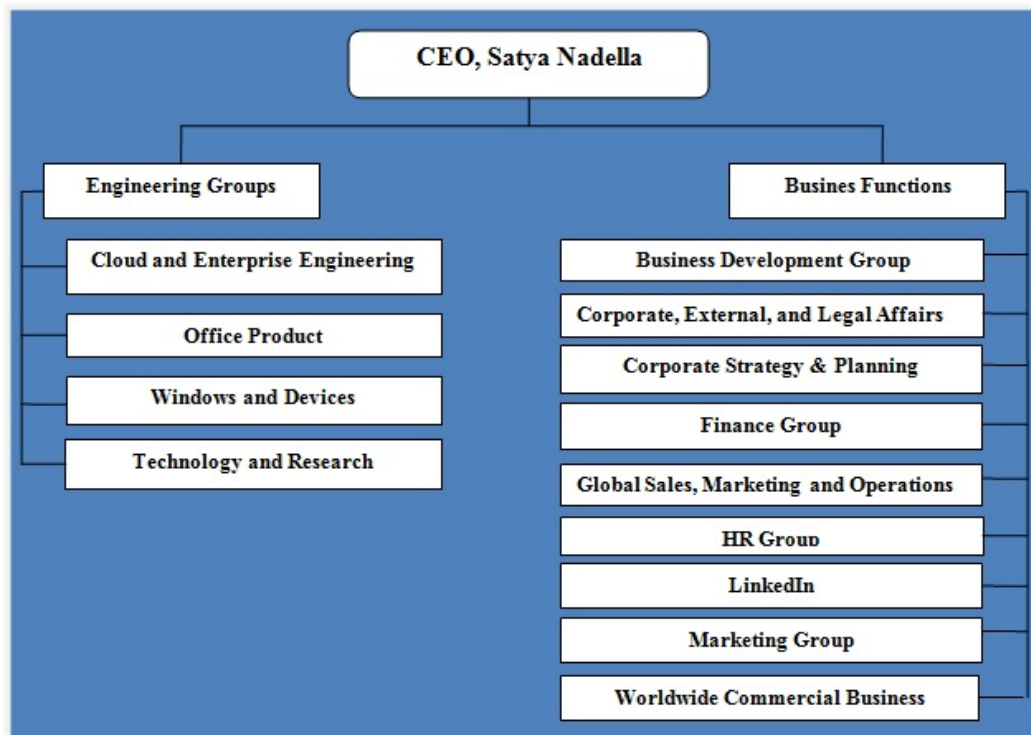 CEO, Satya Nadella
Engineering Groups
Cloud and Enterprise Engineering
Office Product
Windows and Devices
Technology and Research
Busines Functions
Business Development Group
Corporate, External, and Legal Affairs
Corporate Strategy & Planning
Finance Group
Global Sales, Marketing and Operations
HR Group
LinkedIn
Marketing Group
Worldwide Commercial Business